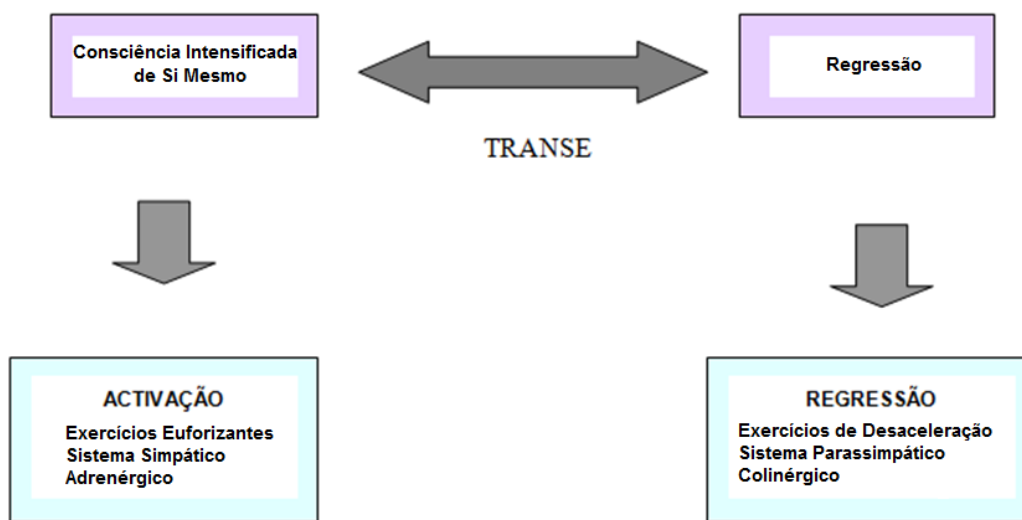 Consciência Intensificada
de Si Mesmo
Regressão
TRANSE
ACTIVAÇÃO
Exercícios Euforizantes
Sistema Simpático
Adrenérgico
REGRESSÃO
Exercícios de Desaceleração
Sistema Parassimpático
Colinérgico